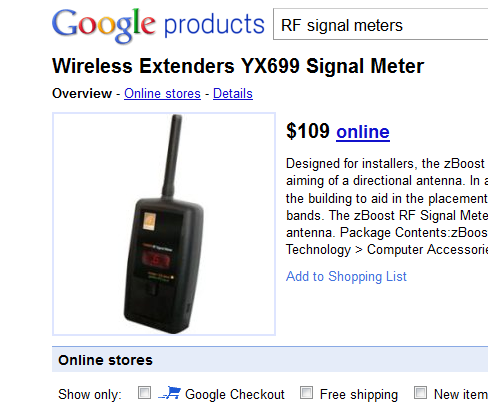 Google products RF signal meters
Wireless Extenders YX699 Signal Meter
Overview - Online stores - Details
$109 online
Designed for installers, the zBoost
aiming of a directional antenna. In a
the building to aid in the placement
bands. The zBoost RF Signal Mete
antenna. Package Contents:zBoos
Technology > Computer Accessorie
Add to Shopping List
Online stores
Show only: Google Checkout Free shipping New item